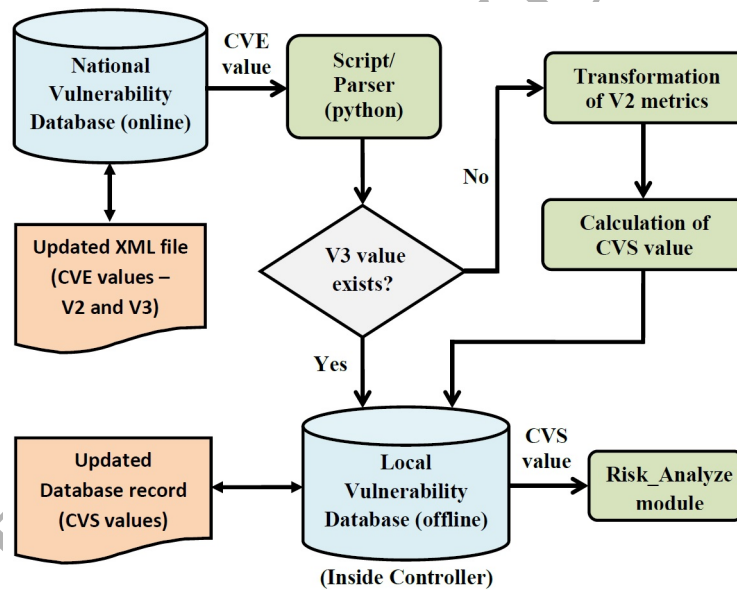 National
Vulnerability
Database (online)
CVE
value
Script/
Parser
(python)
Transformation
of V2 metrics
No
Updated XML file
(CVE values –
V2 and V3)
V3 value
exists?
Calculation of
CVS value
Yes
Updated
Database record
(CVS values)
Local
Vulnerability
Database (offline)
CVS
value
Risk_Analyze
module
(Inside Controller)